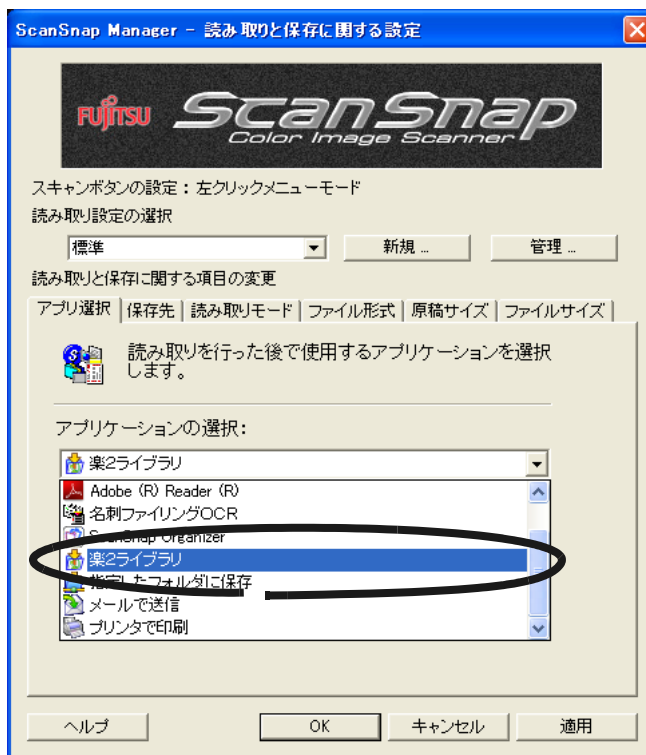 ScanSnap Manager - 読み取りと保存に関する設定
FUJITSU ScanSnap
Color Image Scanner
スキャンボタンの設定：左クリックメニューモード
読み取り設定の選択
標準 新規 ... 管理 ...
読み取りと保存に関する項目の変更
アプリ選択 保存先 読み取りモード ファイル形式 原稿サイズ ファイルサイズ
読み取りを行った後で使用するアプリケーションを選択
します。
アプリケーションの選択:
楽2ライブラリ
Adobe (R) Reader (R)
名刺ファイリングOCR
ScanSnap Organizer
楽2ライブラリ
指定したフォルダに保存
メールで送信
プリンタで印刷
ヘルプ OK キャンセル 適用